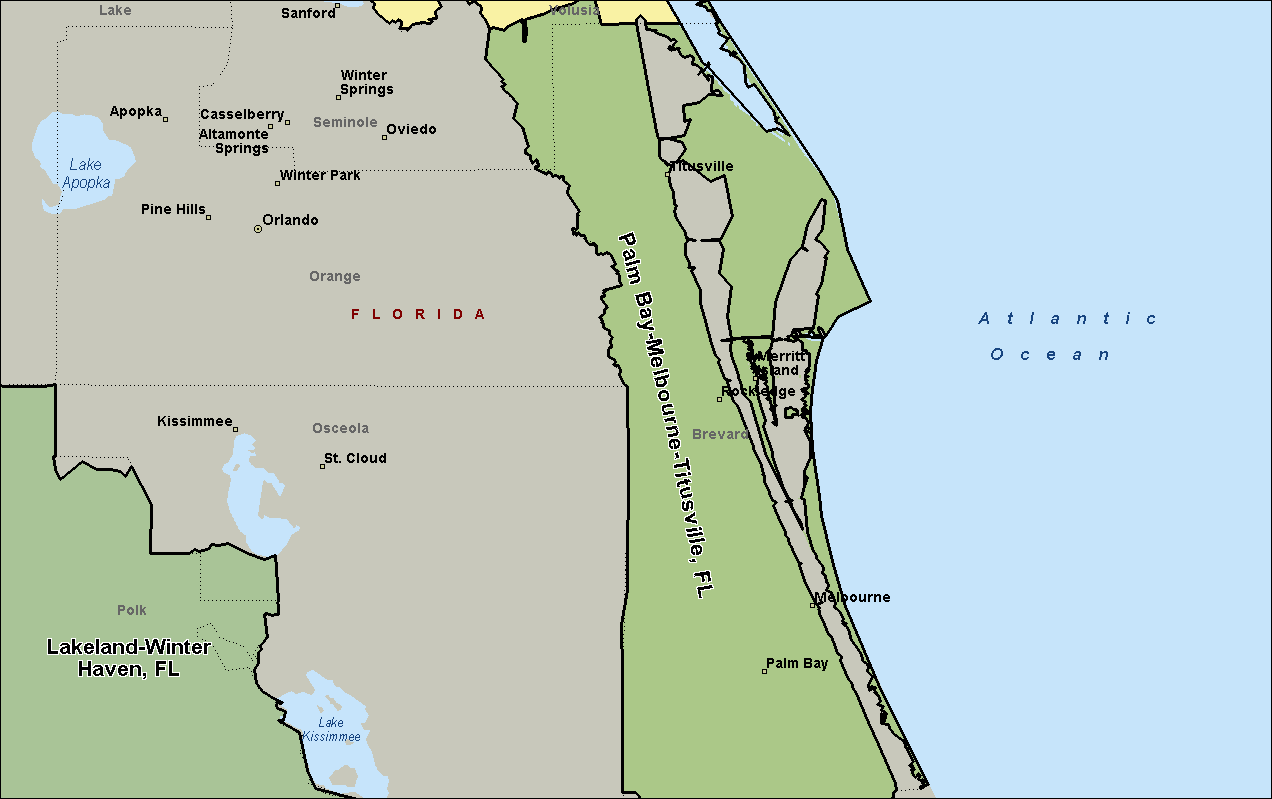 Lake
Sanford
Volusia
Winter
Springs
Apopka
Casselberry
Seminole
Oviedo
Altamonte
Springs
Lake
Apopka
Titusville
Winter Park
Pine Hills
Orlando
Orange
FLORIDA
Palm Bay-Melbourne-Titusville, FL
Atlantic
Ocean
Merritt
Island
Rockledge
Kissimmee
Osceola
Brevard
St. Cloud
Melbourne
Polk
Lakeland-Winter
Haven, FL
Palm Bay
Lake
Kissimmee